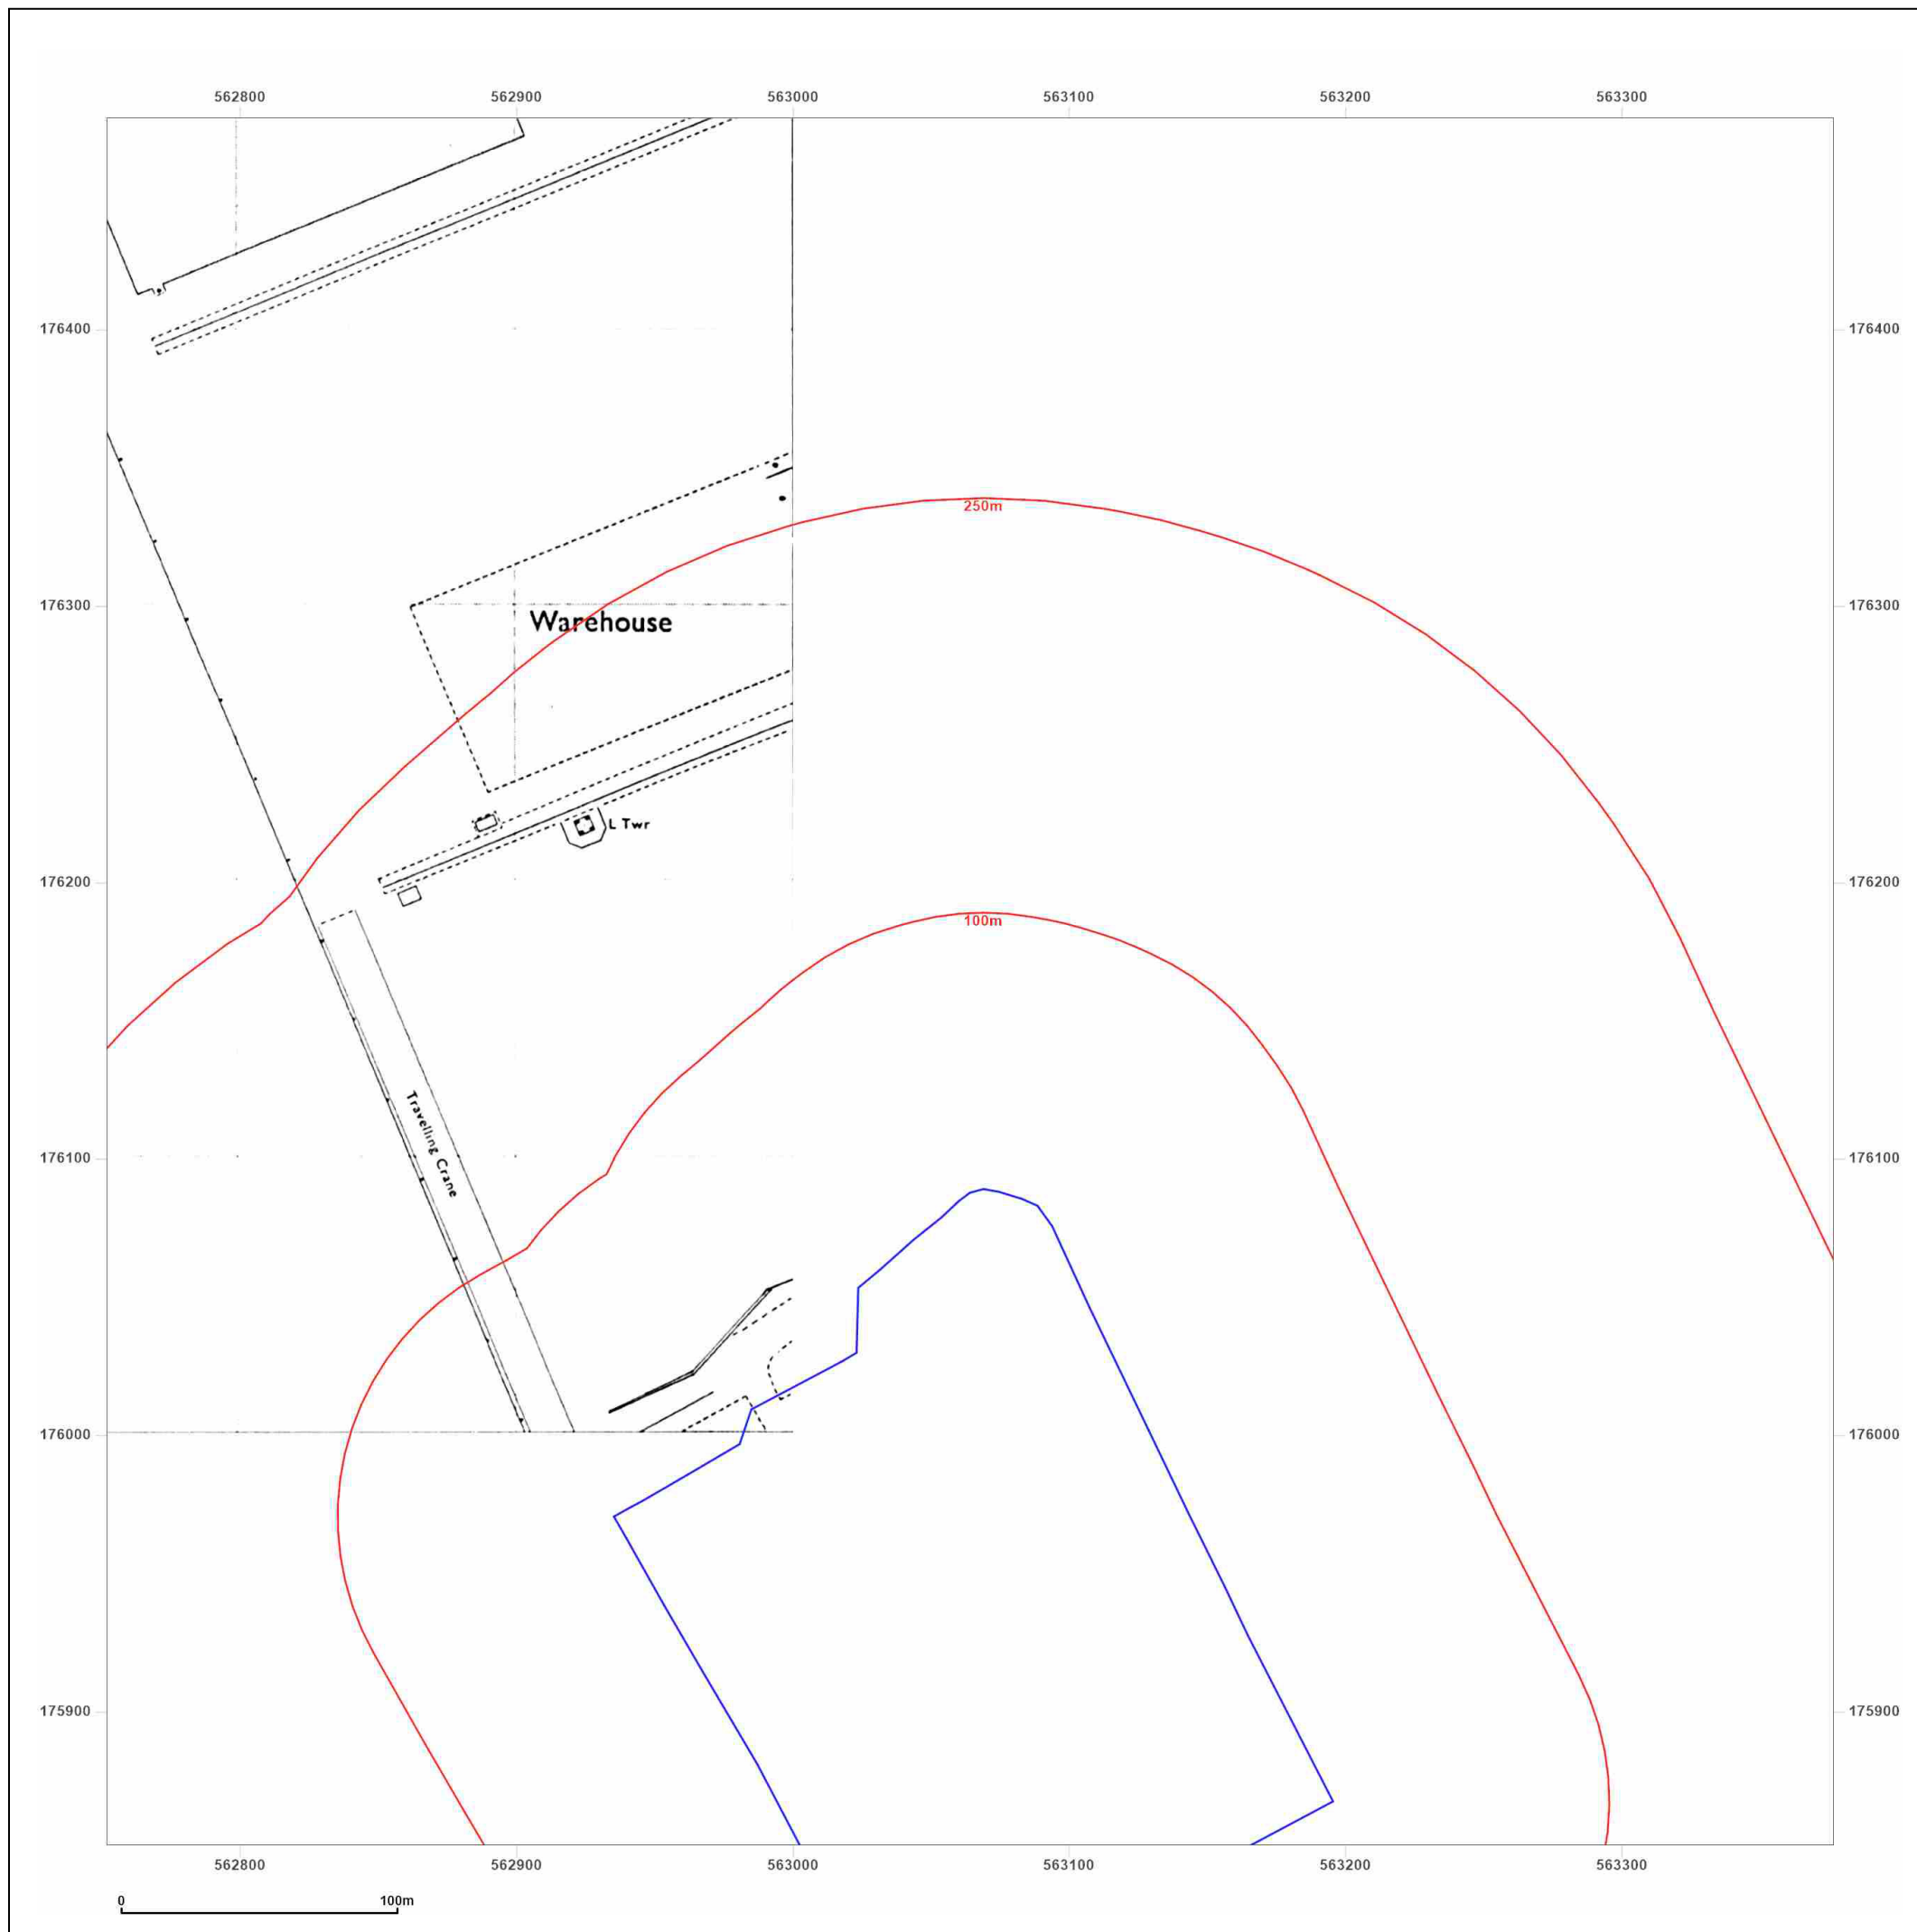 562800 562900 563000 563100 563200 563300
176400 176400
250m
176300 176300
Warehouse
L Twr
176200 176200
100m
Travelling Crane
176100 176100
176000 176000
175900 175900
562800 562900 563000 563100 563200 563300
0 100m